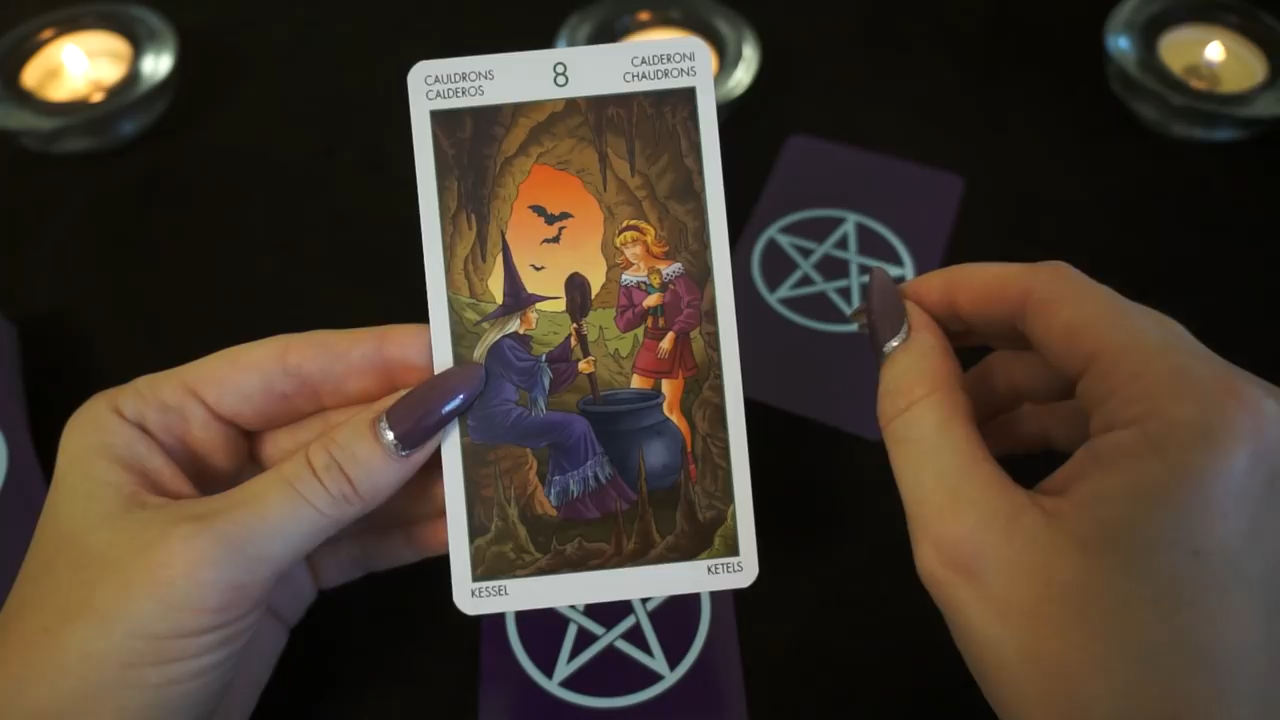 CAULDRONS
CALDEROS
8
CALDERONI
CHAUDRONS
KESSEL
KETELS